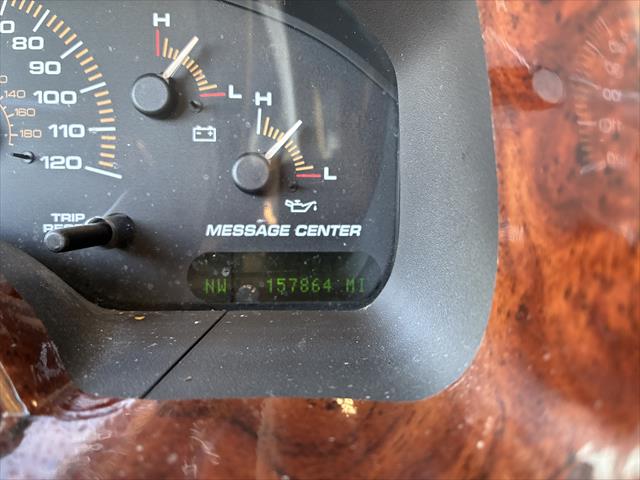 H
80
90
100
110
120
140
160
180
L
H
L
TRIP
MESSAGE CENTER
NW 157864 MI